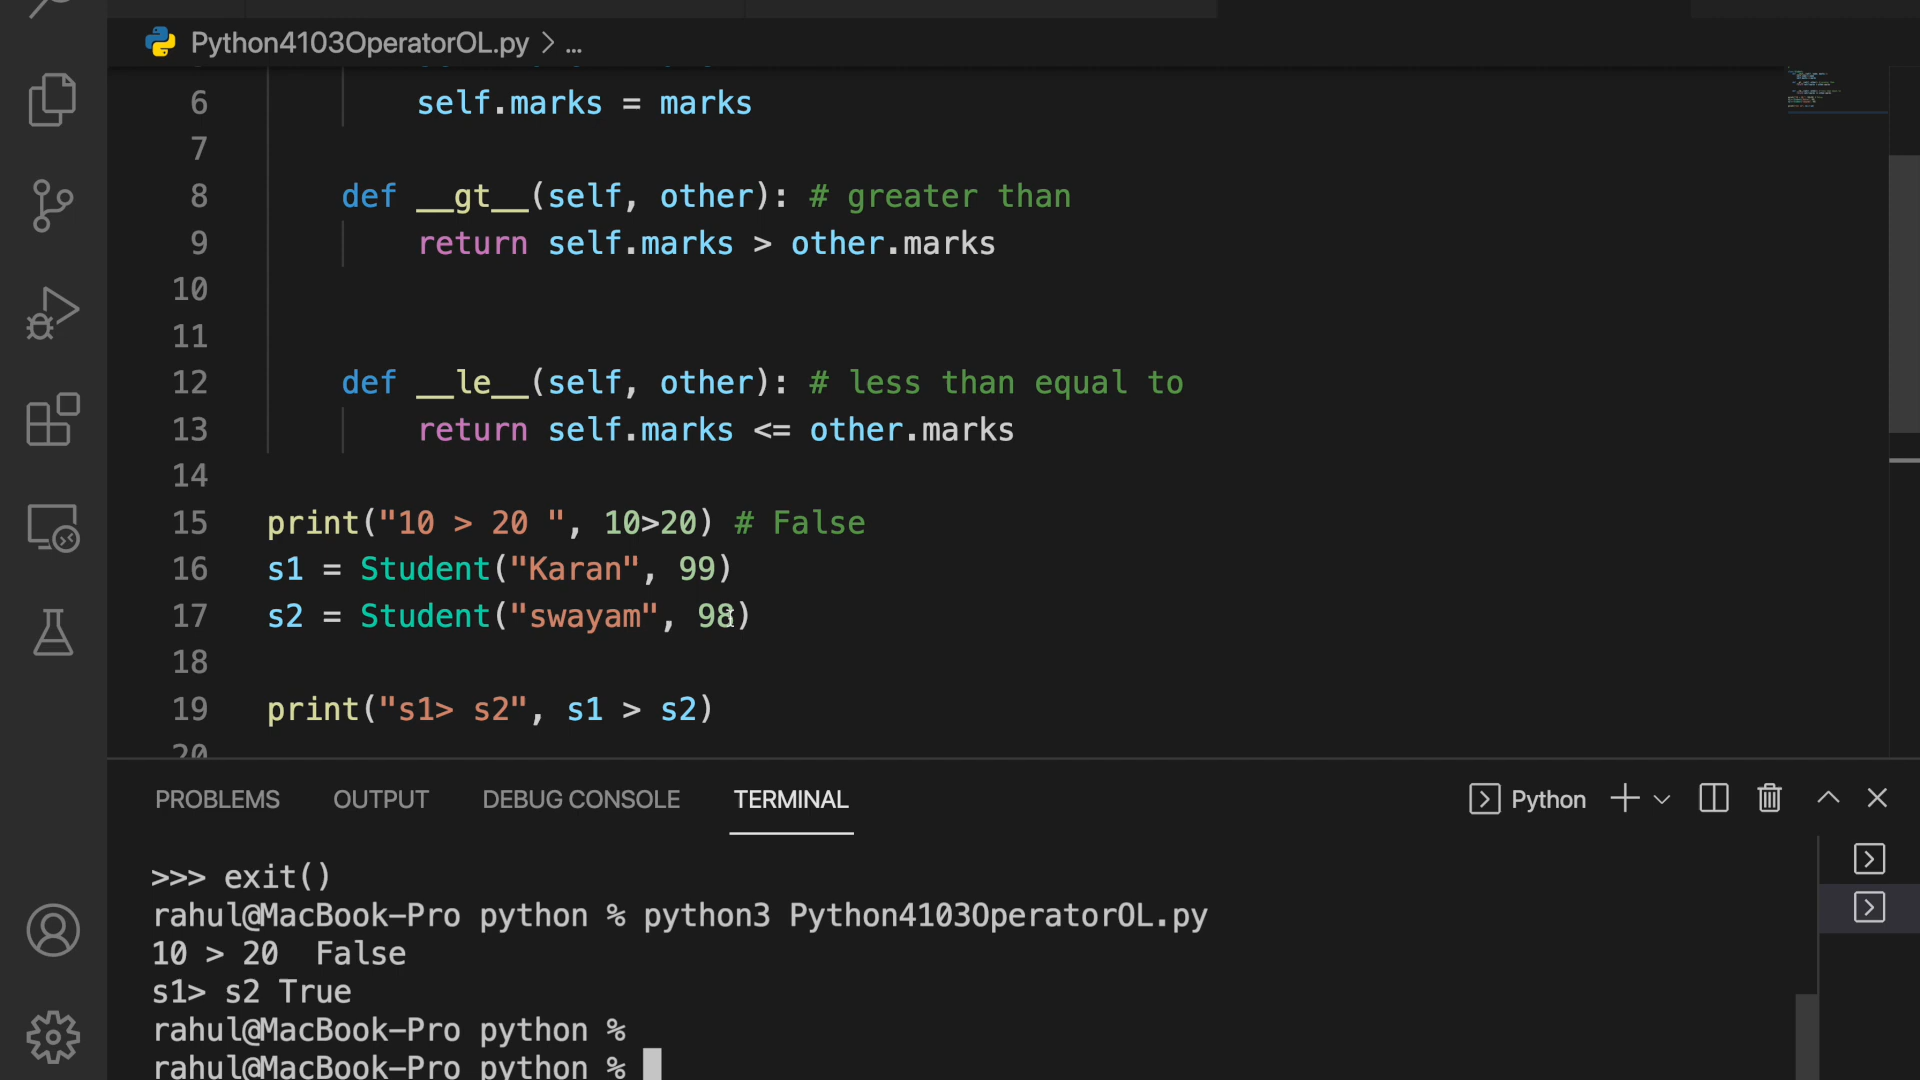 Python4103OperatorOL.py > ...
6 self.marks = marks
7
8 def __gt__(self, other): # greater than
9 return self.marks > other.marks
10
11
12 def __le__(self, other): # less than equal to
13 return self.marks <= other.marks
14
15 print("10 > 20 ", 10>20) # False
16 s1 = Student("Karan", 99)
17 s2 = Student("swayam", 98)
18
19 print("s1> s2", s1 > s2)
20
PROBLEMS OUTPUT DEBUG CONSOLE TERMINAL Python
>>> exit()
rahul@MacBook-Pro python % python3 Python4103OperatorOL.py
10 > 20  False
s1> s2 True
rahul@MacBook-Pro python %
rahul@MacBook-Pro python %